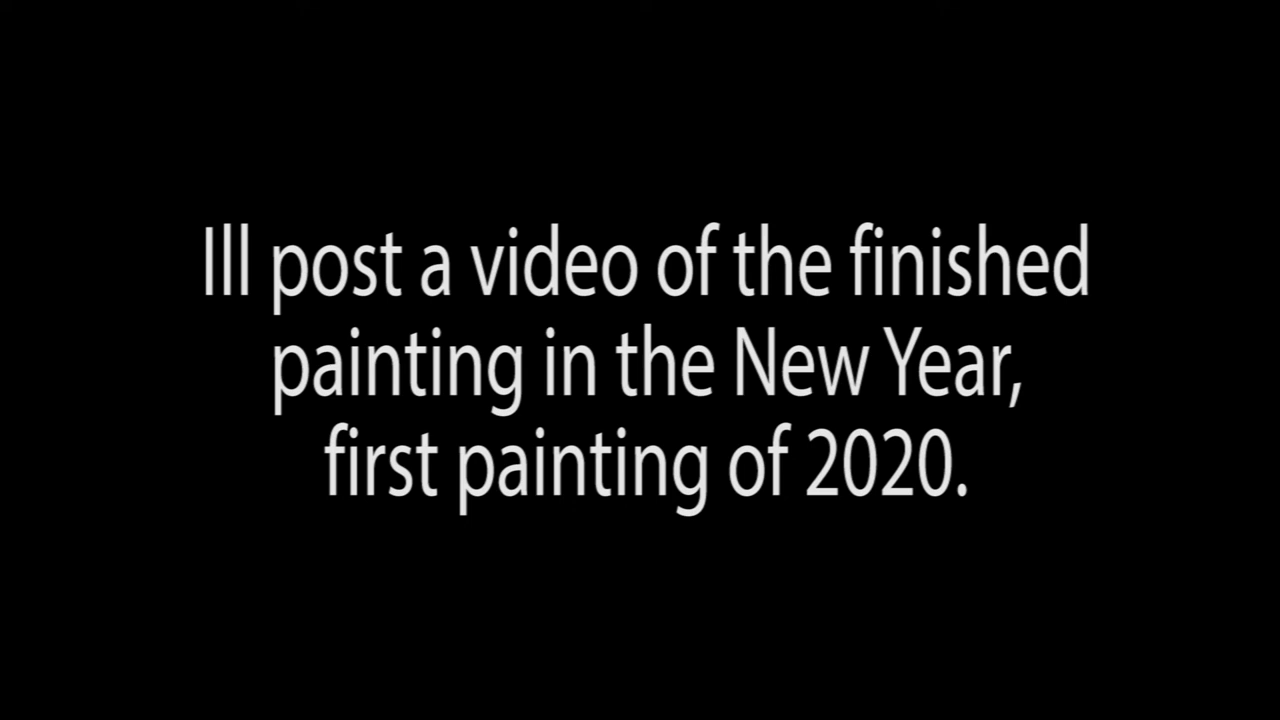 Ill post a video of the finished
painting in the New Year,
first painting of 2020.